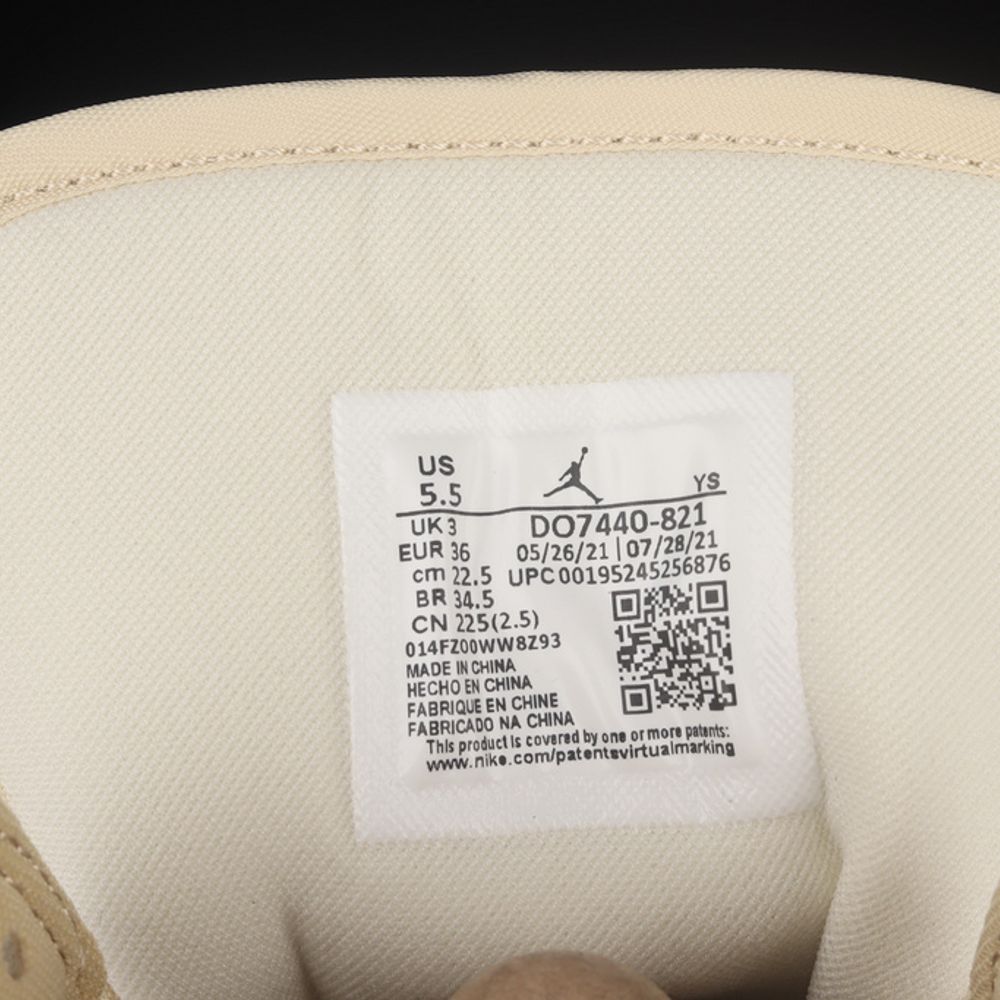 US
5.5
YS
UK 3
DO7440-821
EUR 36
05/26/21 | 07/28/21
cm 22.5
UPC 00195245256876
BR 34.5
CN 225(2.5)
014FZ00WW8Z93
MADE IN CHINA
HECHO EN CHINA
FABRIQUE EN CHINE
FABRICADO NA CHINA
This product is covered by one or more patents:
www.nike.com/patentsvirtualmarking